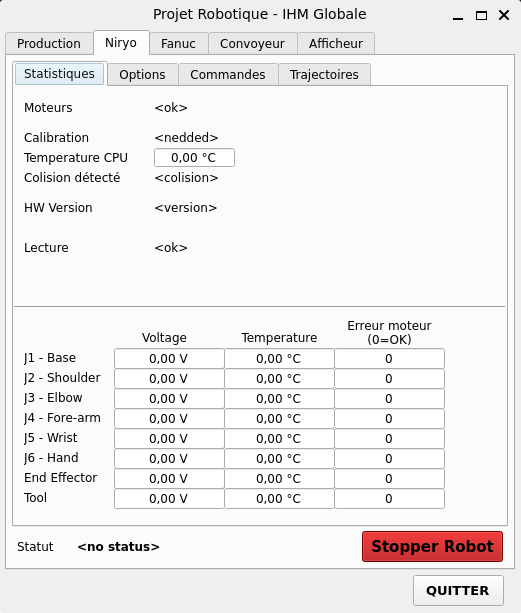 Projet Robotique - IHM Globale
Production Niryo Fanuc Convoyeur Afficheur
Statistiques Options Commandes Trajectoires
Moteurs <ok>
Calibration <nedded>
Temperature CPU 0,00 °C
Colision détecté <colision>
HW Version <version>
Lecture <ok>
Voltage Temperature Erreur moteur
(0=OK)
J1 - Base 0,00 V 0,00 °C 0
J2 - Shoulder 0,00 V 0,00 °C 0
J3 - Elbow 0,00 V 0,00 °C 0
J4 - Fore-arm 0,00 V 0,00 °C 0
J5 - Wrist 0,00 V 0,00 °C 0
J6 - Hand 0,00 V 0,00 °C 0
End Effector 0,00 V 0,00 °C 0
Tool 0,00 V 0,00 °C 0
Statut <no status> Stopper Robot
QUITTER